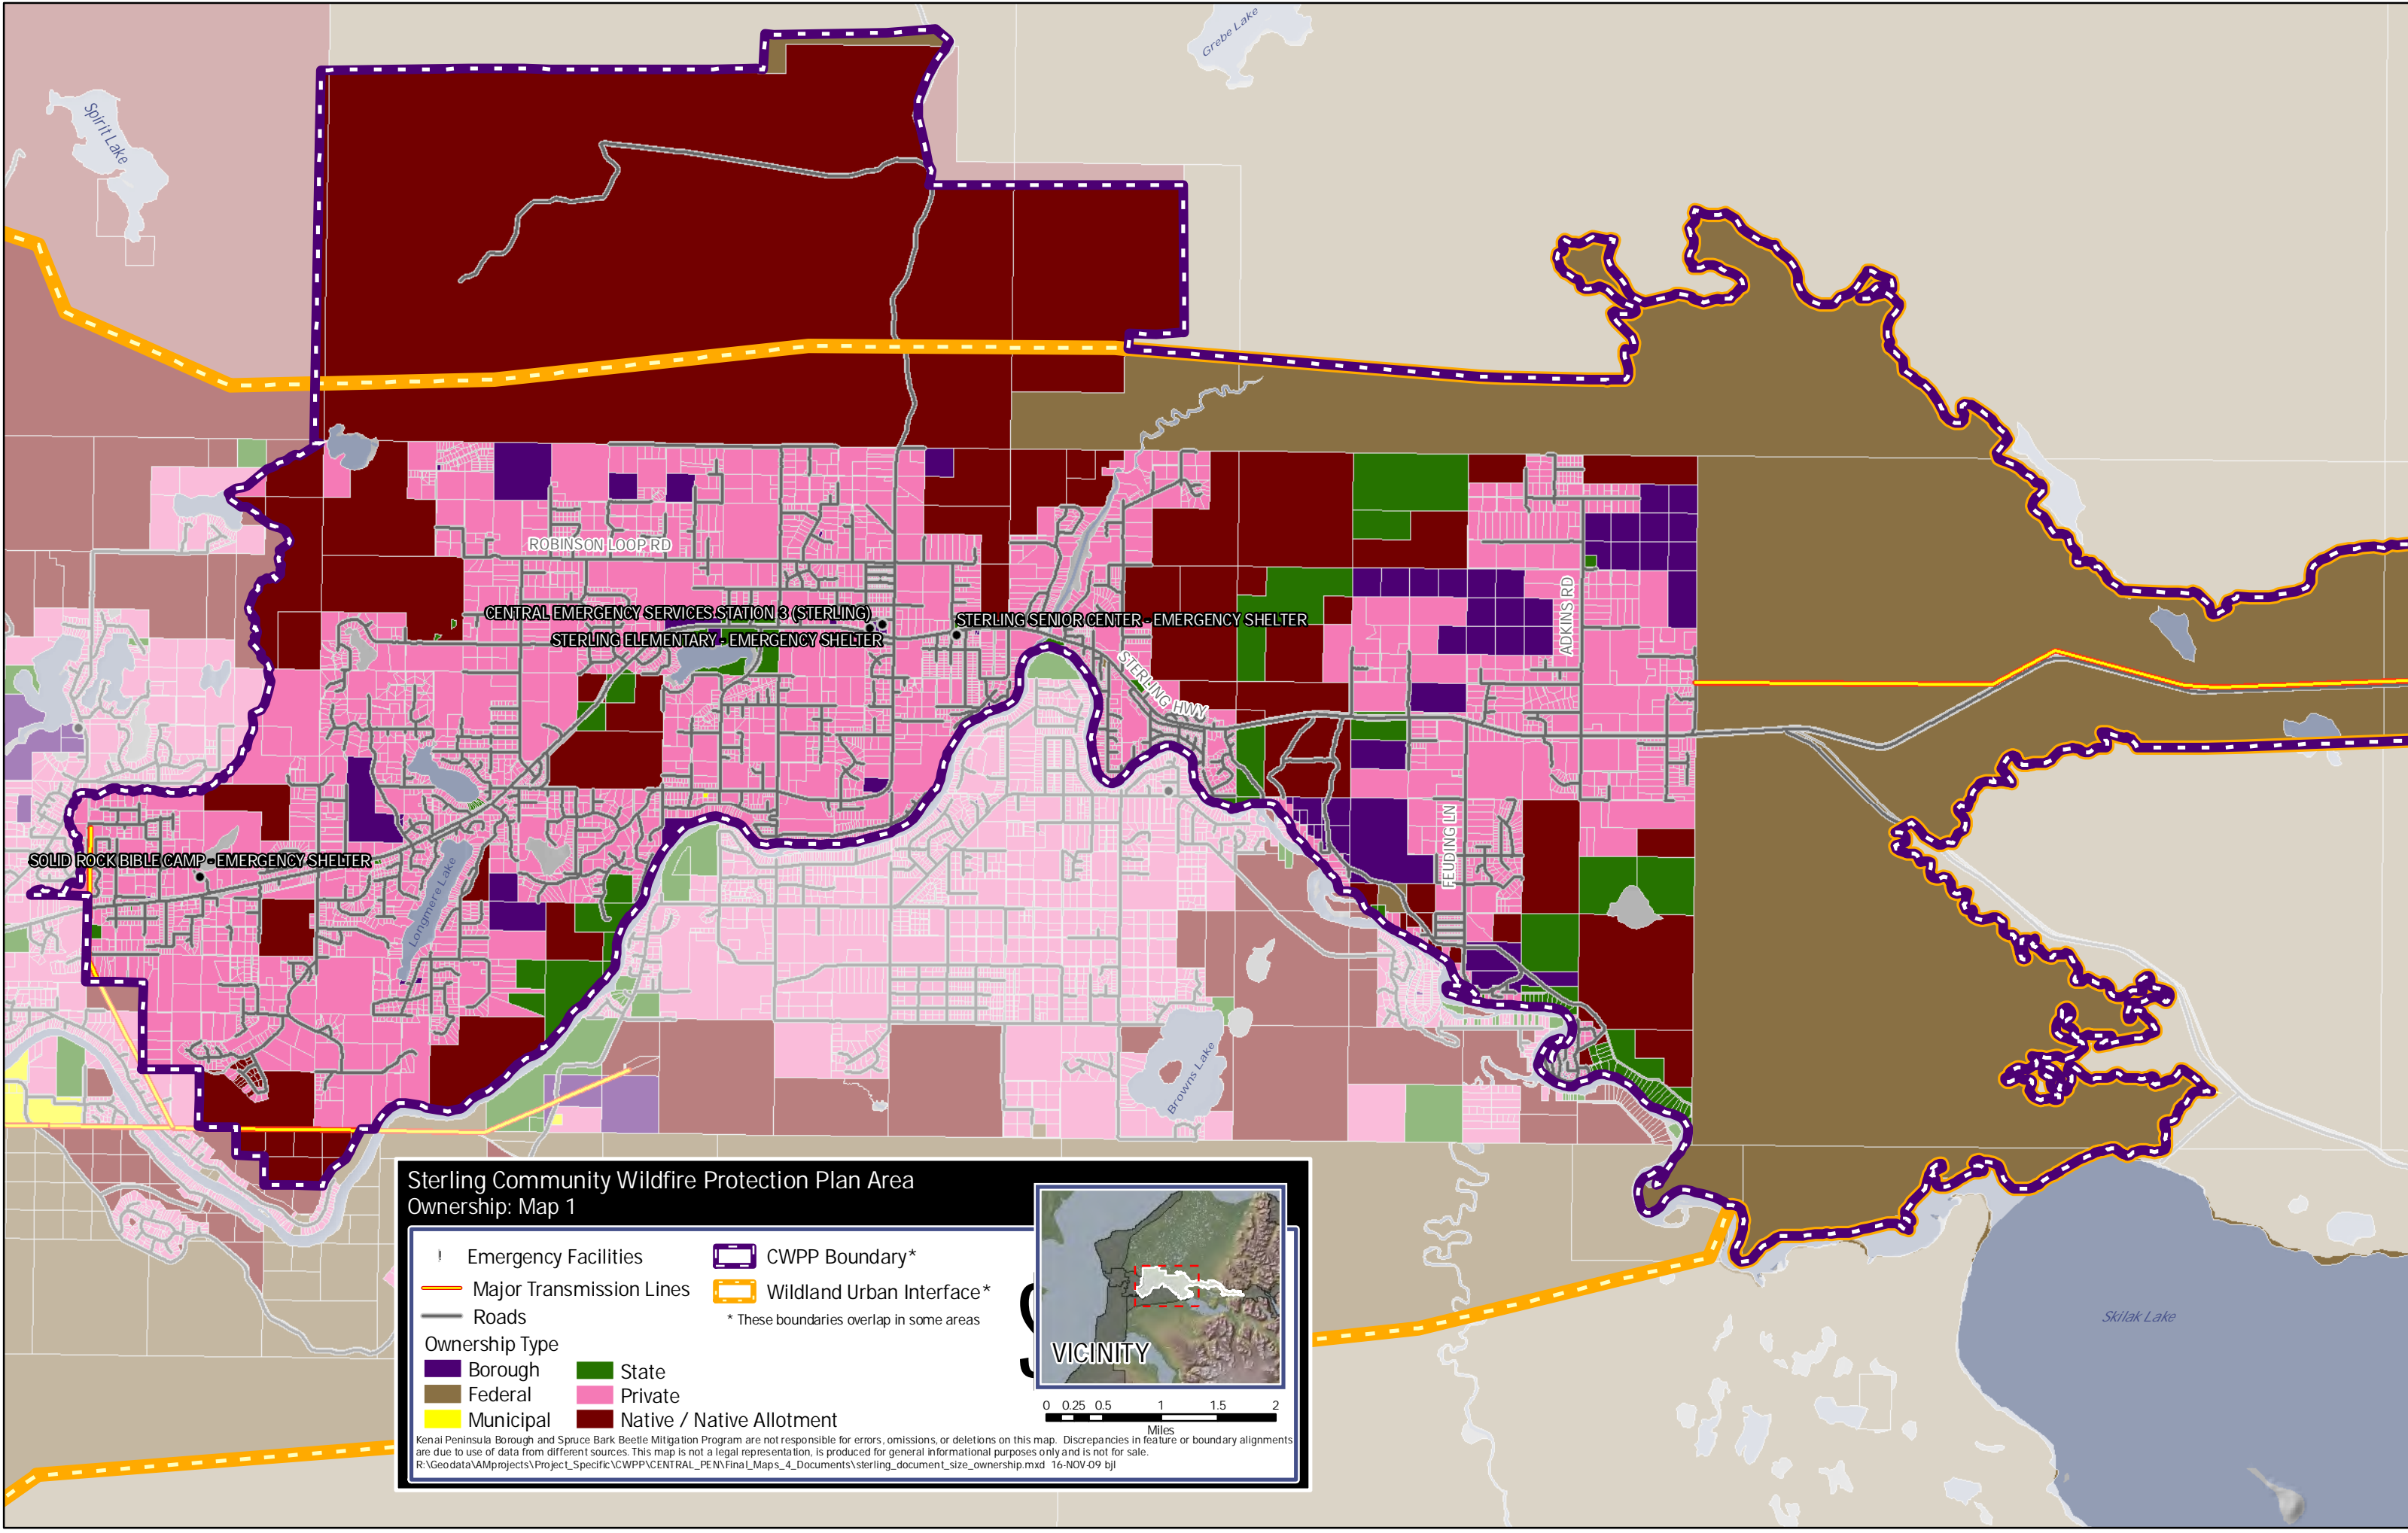 Grebe Lake
Spirit Lake
ROBINSON LOOP RD
ADKINS RD
CENTRAL EMERGENCY SERVICES STATION 3 (STERLING)
STERLING SENIOR CENTER - EMERGENCY SHELTER
STERLING ELEMENTARY - EMERGENCY SHELTER
STERLING HWY
FEUDING LN
SOLID ROCK BIBLE CAMP - EMERGENCY SHELTER
Longmere Lake
Browns Lake
Skilak Lake
Sterling Community Wildfire Protection Plan Area
Ownership: Map 1
Emergency Facilities
CWPP Boundary*
Major Transmission Lines
Wildland Urban Interface*
Roads
* These boundaries overlap in some areas
Ownership Type
Borough
State
Federal
Private
Municipal
Native / Native Allotment
VICINITY
0 0.25 0.5 1 1.5 2
Miles
Kenai Peninsula Borough and Spruce Bark Beetle Mitigation Program are not responsible for errors, omissions, or deletions on this map. Discrepancies in feature or boundary alignments
are due to use of data from different sources. This map is not a legal representation, is produced for general informational purposes only and is not for sale.
R:\Geodata\AMprojects\Project_Specific\CWPP\CENTRAL_PEN\Final_Maps_4_Documents\sterling_document_size_ownership.mxd 16-NOV-09 bjl